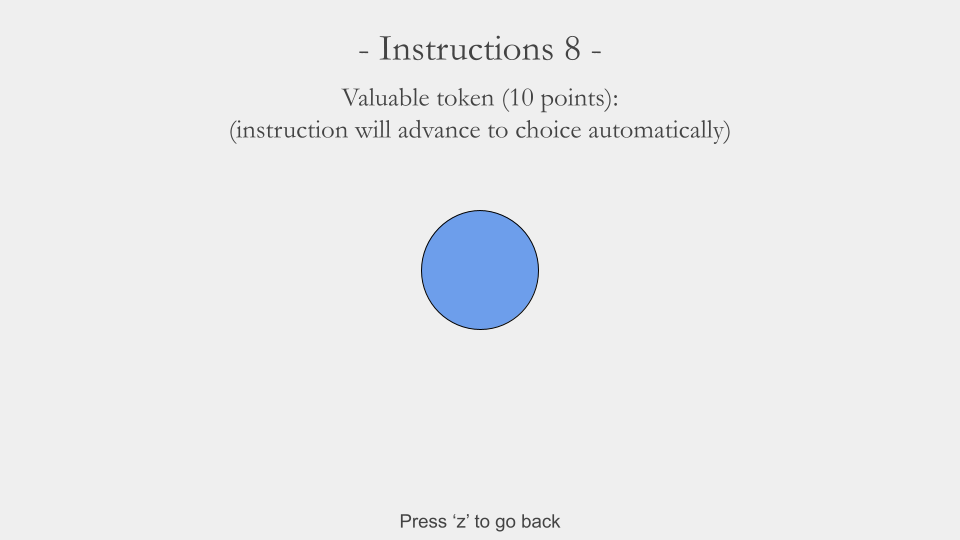 - Instructions 8 -
Valuable token (10 points):
(instruction will advance to choice automatically)
Press ‘z’ to go back